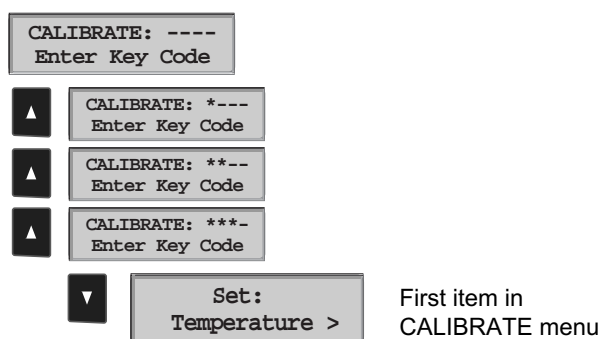 CALIBRATE: ----
Enter Key Code
CALIBRATE: *---
Enter Key Code
CALIBRATE: **--
Enter Key Code
CALIBRATE: ***-
Enter Key Code
Set:
Temperature >
First item in
CALIBRATE menu